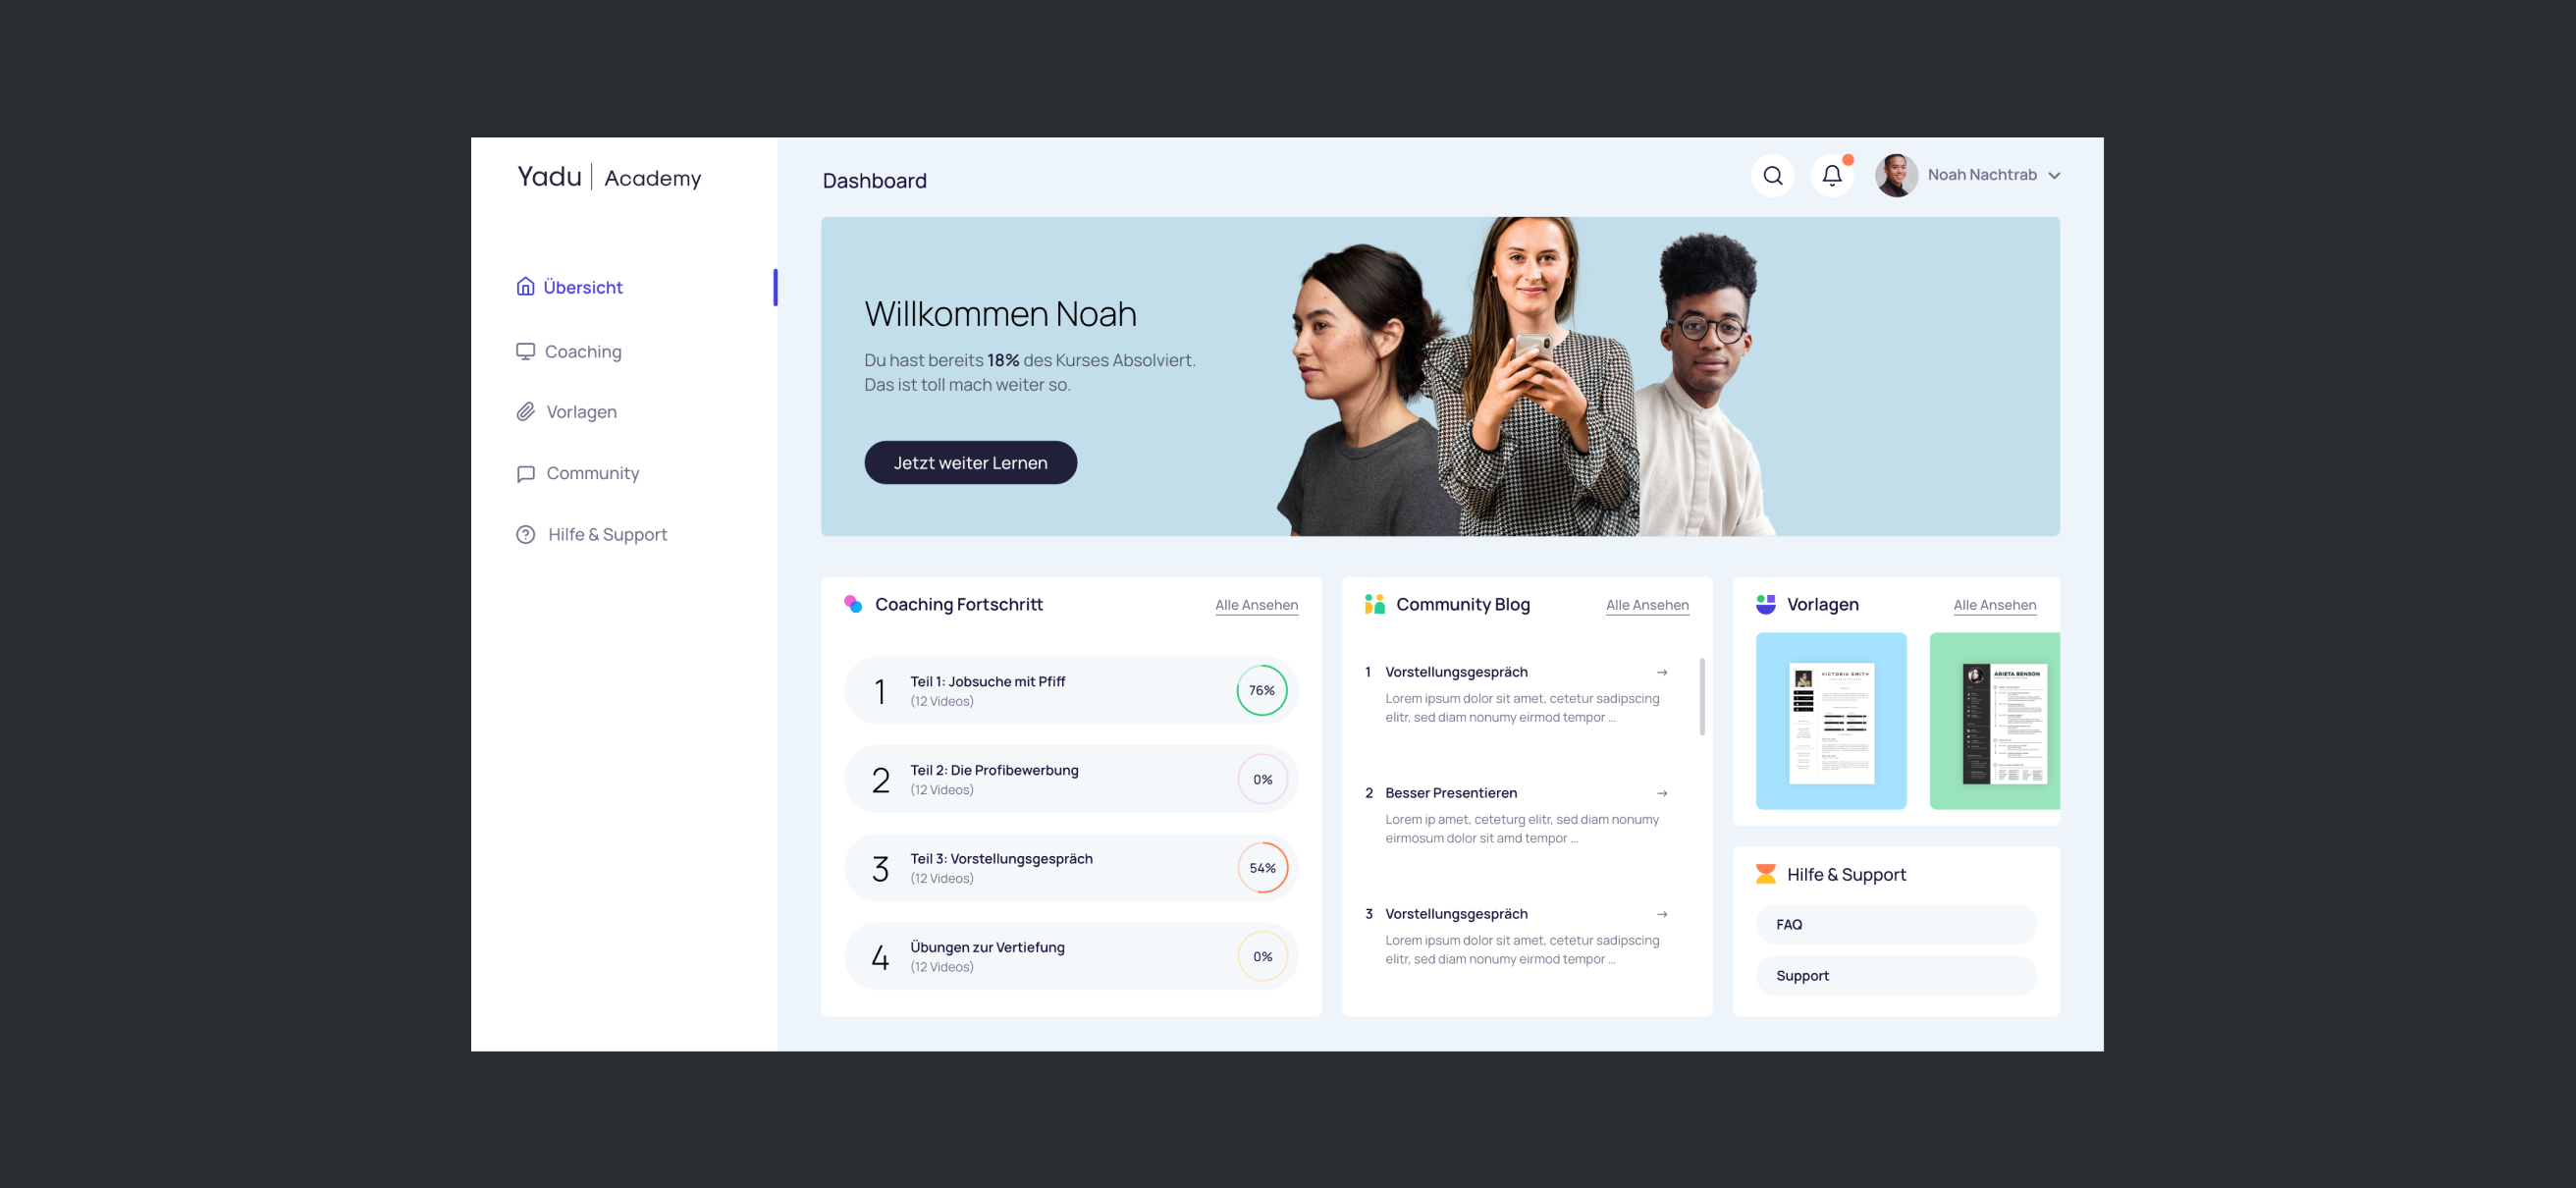 Yadu | Academy
Übersicht
Coaching
Vorlagen
Community
Hilfe & Support
Dashboard
Noah Nachtrab
Willkommen Noah
Du hast bereits 18% des Kurses Absolviert.
Das ist toll mach weiter so.
Jetzt weiter Lernen
Coaching Fortschritt
Alle Ansehen
1
Teil 1: Jobsuche mit Pfiff
(12 Videos)
76%
2
Teil 2: Die Profibewerbung
(12 Videos)
0%
3
Teil 3: Vorstellungsgespräch
(12 Videos)
54%
4
Übungen zur Vertiefung
(12 Videos)
0%
Community Blog
Alle Ansehen
1 Vorstellungsgespräch →
Lorem ipsum dolor sit amet, cetetur sadipscing
elitr, sed diam nonumy eirmod tempor ...
2 Besser Presentieren →
Lorem ip amet, ceteturg elitr, sed diam nonumy
eirmosum dolor sit amd tempor ...
3 Vorstellungsgespräch →
Lorem ipsum dolor sit amet, cetetur sadipscing
elitr, sed diam nonumy eirmod tempor ...
Vorlagen
Alle Ansehen
VICTORIA SMITH
ARIETA BENSON
Hilfe & Support
FAQ
Support